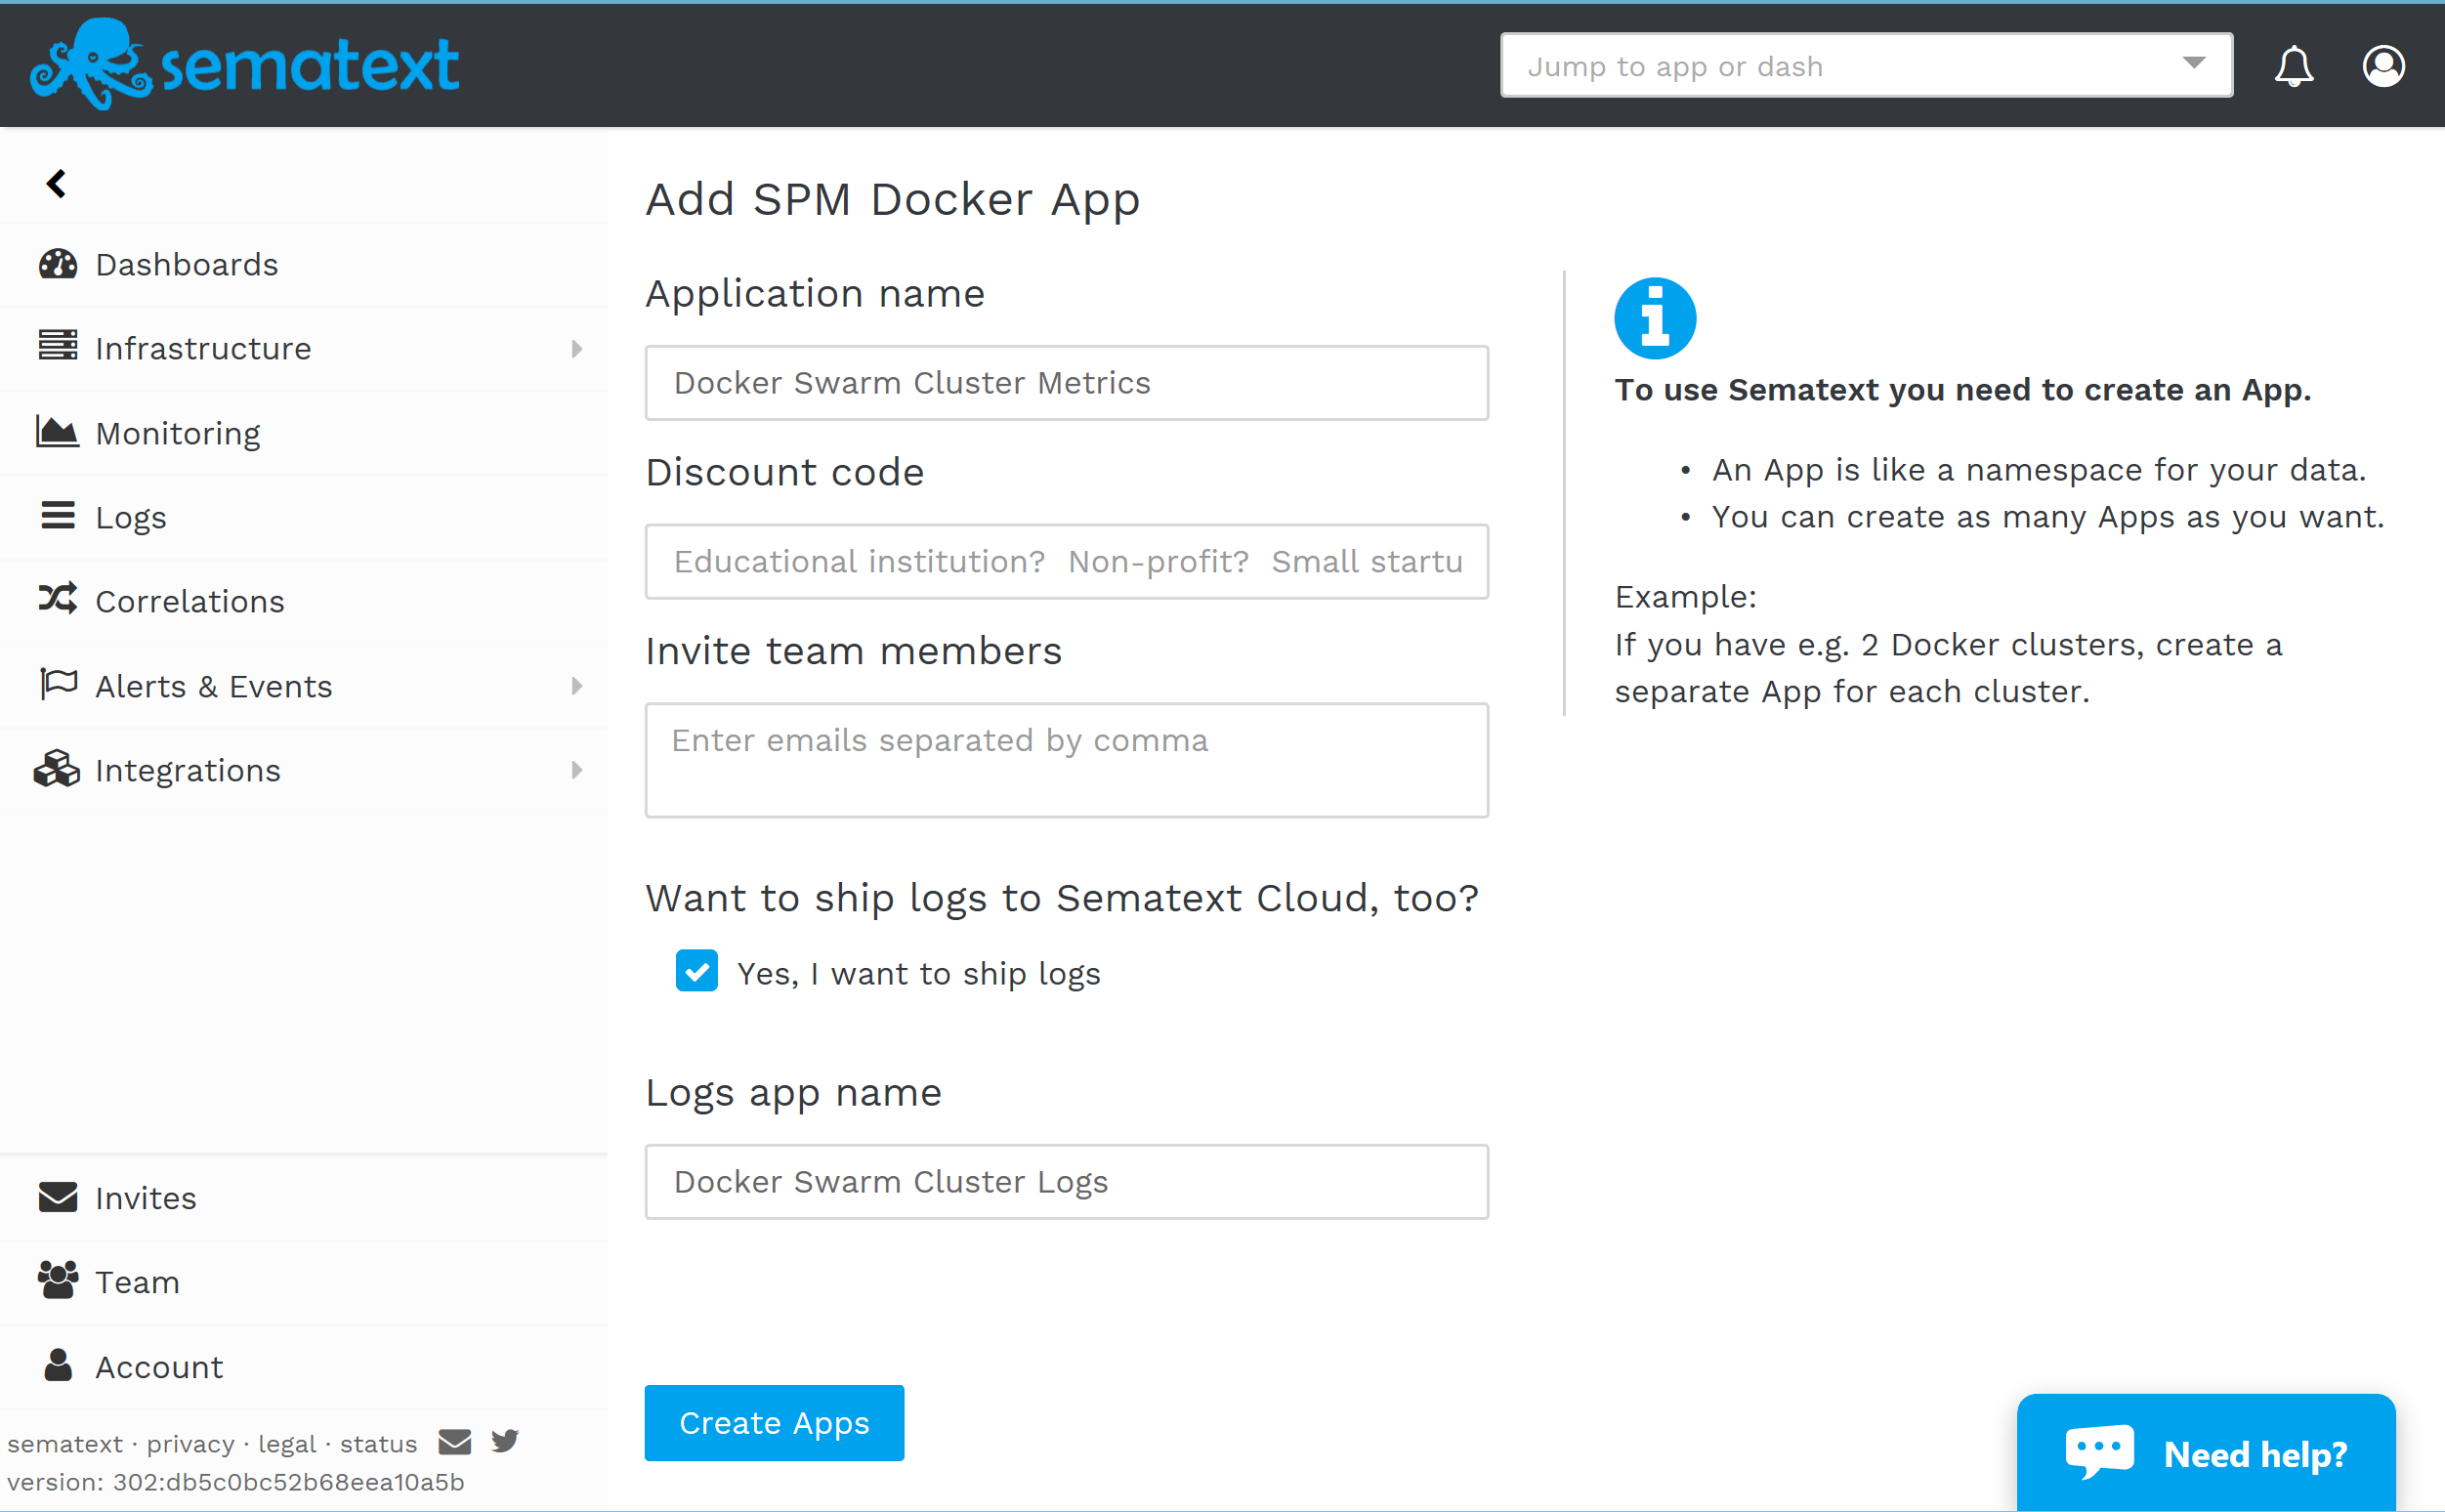 sematext
Jump to app or dash
Dashboards
Infrastructure
Monitoring
Logs
Correlations
Alerts & Events
Integrations
Invites
Team
Account
sematext · privacy · legal · status
version: 302:db5c0bc52b68eea10a5b
Add SPM Docker App
Application name
Docker Swarm Cluster Metrics
Discount code
Educational institution? Non-profit? Small startu
Invite team members
Enter emails separated by comma
Want to ship logs to Sematext Cloud, too?
Yes, I want to ship logs
Logs app name
Docker Swarm Cluster Logs
Create Apps
To use Sematext you need to create an App.
• An App is like a namespace for your data.
• You can create as many Apps as you want.
Example:
If you have e.g. 2 Docker clusters, create a
separate App for each cluster.
Need help?